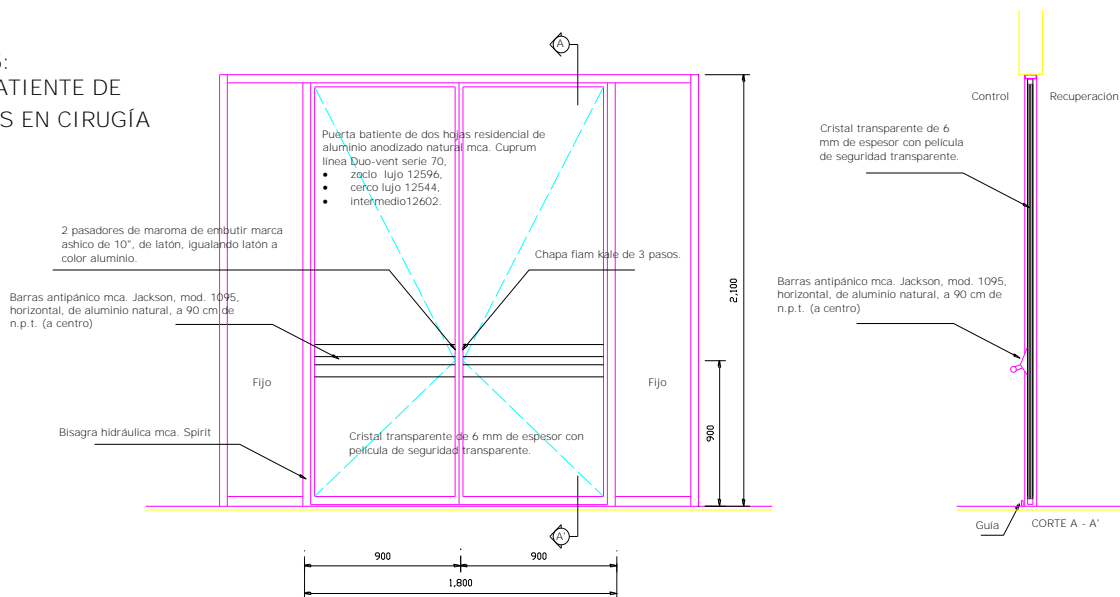 ATIENTE DE
S EN CIRUGÍA
A
Puerta batiente de dos hojas residencial de
aluminio anodizado natural mca. Cuprum
línea Duo-vent serie 70,
• zoclo lujo 12596,
• cerco lujo 12544,
• intermedio12602.
2 pasadores de maroma de embutir marca
ashico de 10", de latón, igualando latón a
color aluminio.
Chapa fiam kale de 3 pasos.
Barras antipánico mca. Jackson, mod. 1095,
horizontal, de aluminio natural, a 90 cm de
n.p.t. (a centro)
Fijo
Fijo
Bisagra hidráulica mca. Spirit
Cristal transparente de 6 mm de espesor con
película de seguridad transparente.
A'
2,100
900
900
900
1,800
Control
Recuperación
Cristal transparente de 6
mm de espesor con película
de seguridad transparente.
Barras antipánico mca. Jackson, mod. 1095,
horizontal, de aluminio natural, a 90 cm de
n.p.t. (a centro)
Guía
CORTE A - A'